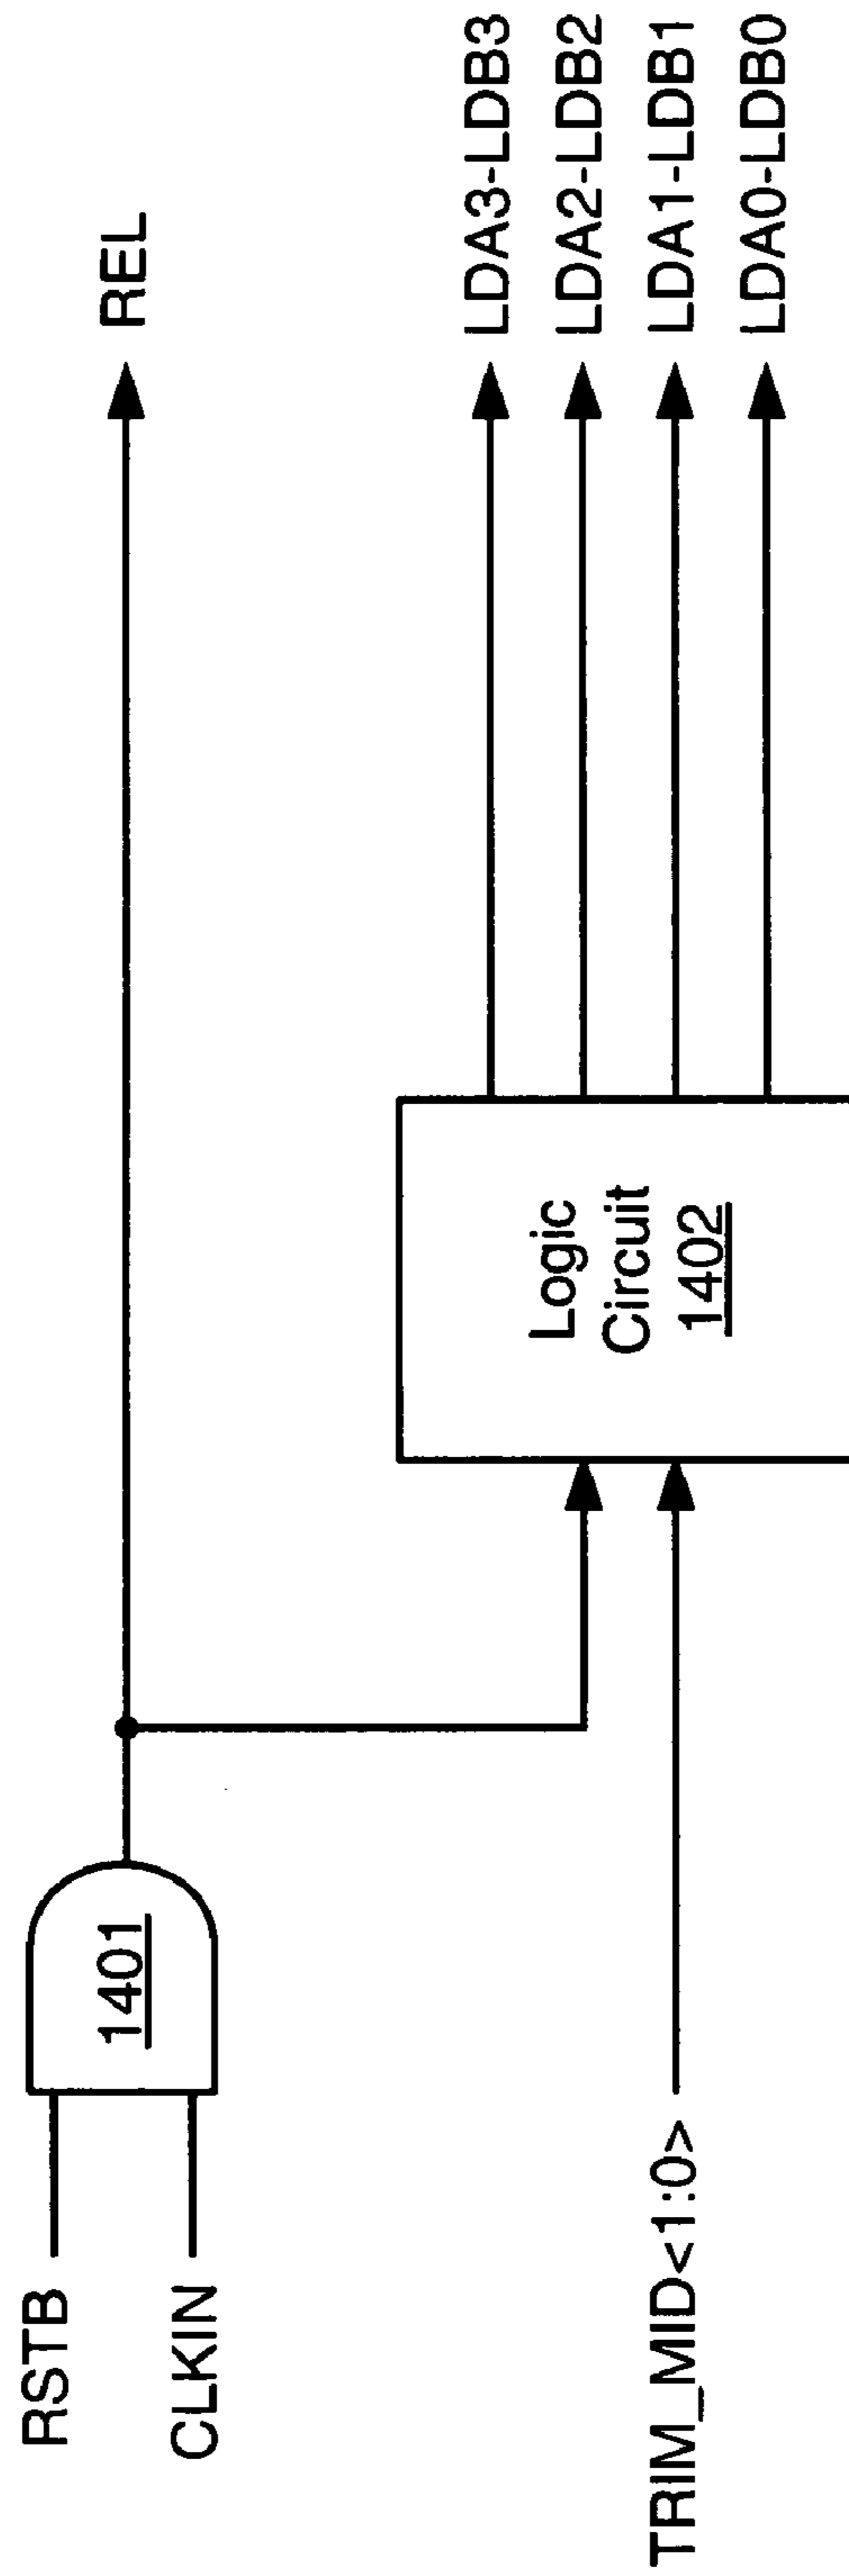 RSTB
CLKIN
1401
REL
TRIM_MID<1:0>
Logic
Circuit
1402
LDA3-LDB3
LDA2-LDB2
LDA1-LDB1
LDA0-LDB0